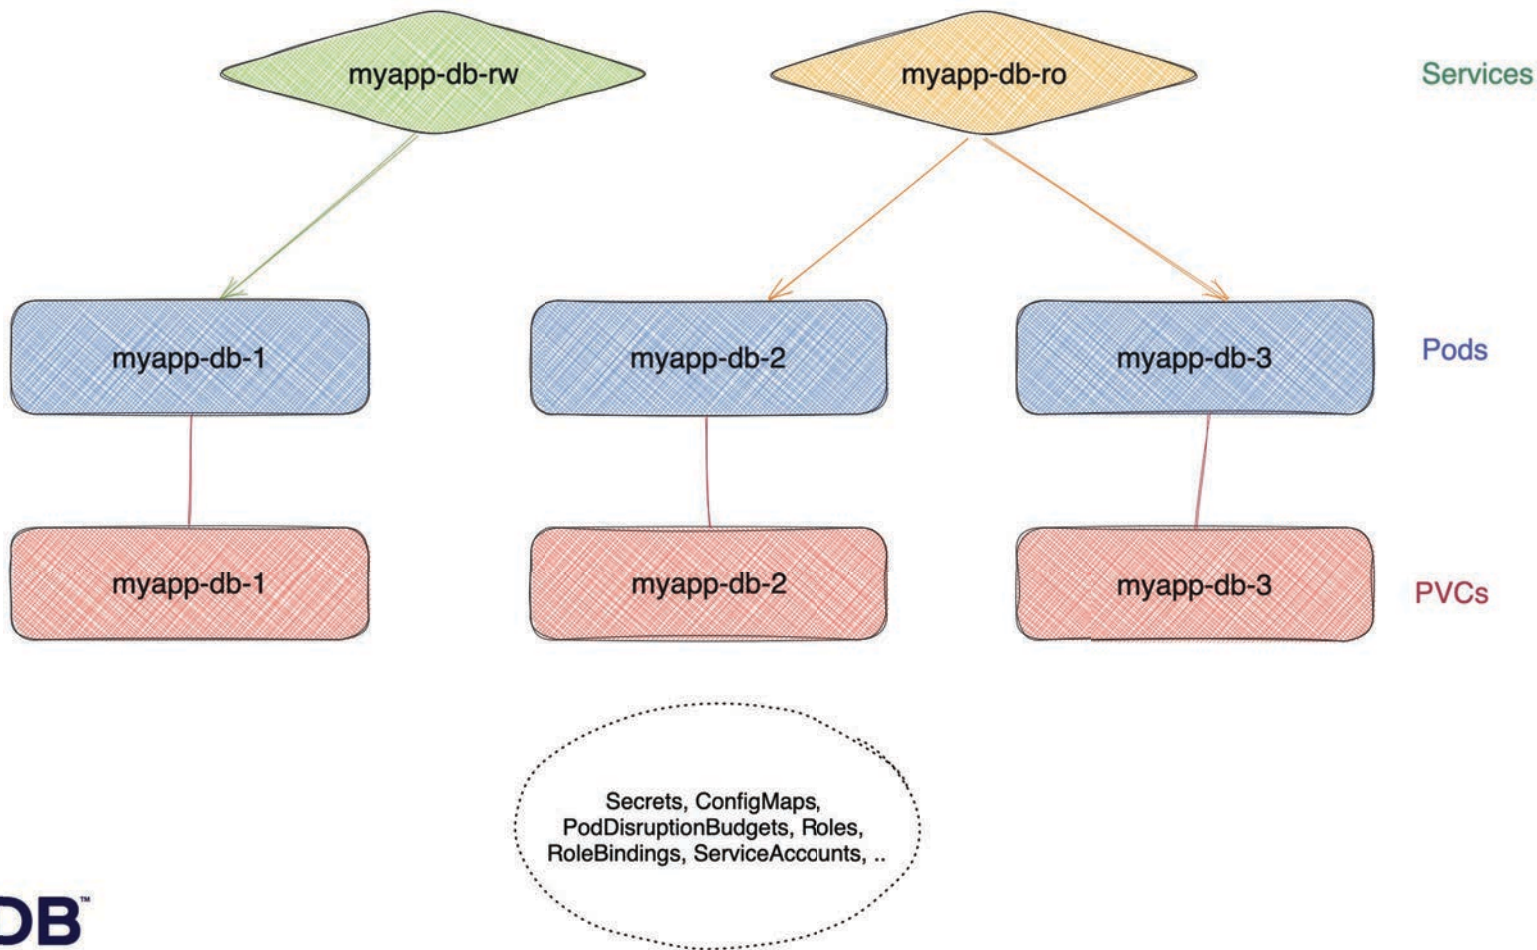 myapp-db-rw
myapp-db-ro
Services
myapp-db-1
myapp-db-2
myapp-db-3
Pods
myapp-db-1
myapp-db-2
myapp-db-3
PVCs
Secrets, ConfigMaps,
PodDisruptionBudgets, Roles,
RoleBindings, ServiceAccounts, ..
DB™